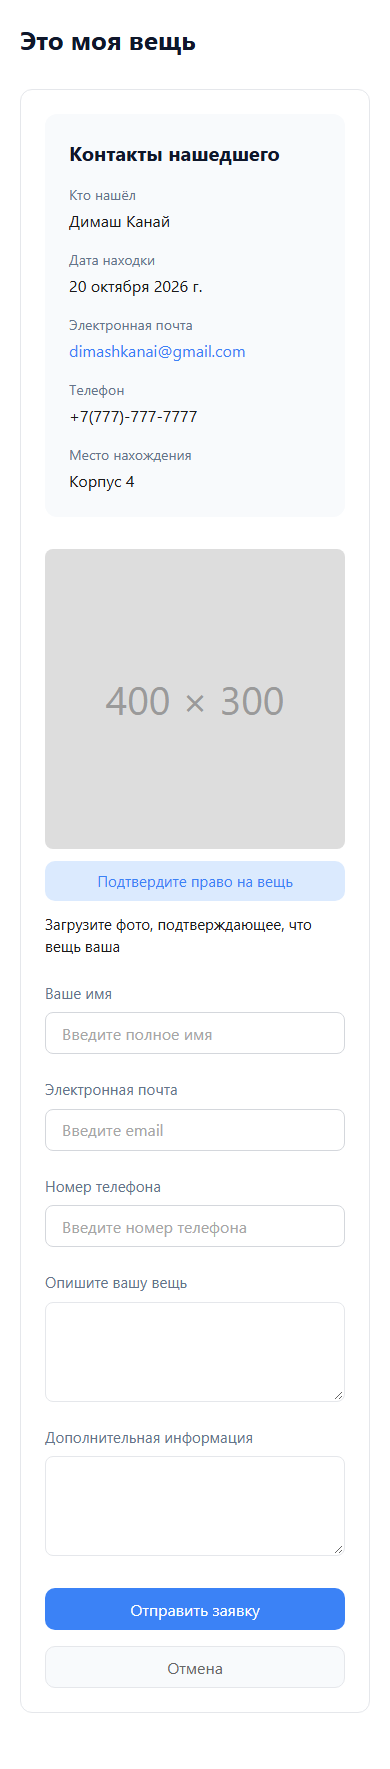 Это моя вещь
Контакты нашедшего
Кто нашёл
Димаш Канай
Дата находки
20 октября 2026 г.
Электронная почта
dimashkanai@gmail.com
Телефон
+7(777)-777-7777
Место нахождения
Корпус 4
400 × 300
Подтвердите право на вещь
Загрузите фото, подтверждающее, что
вещь ваша
Ваше имя
Введите полное имя
Электронная почта
Введите email
Номер телефона
Введите номер телефона
Опишите вашу вещь
Дополнительная информация
Отправить заявку
Отмена